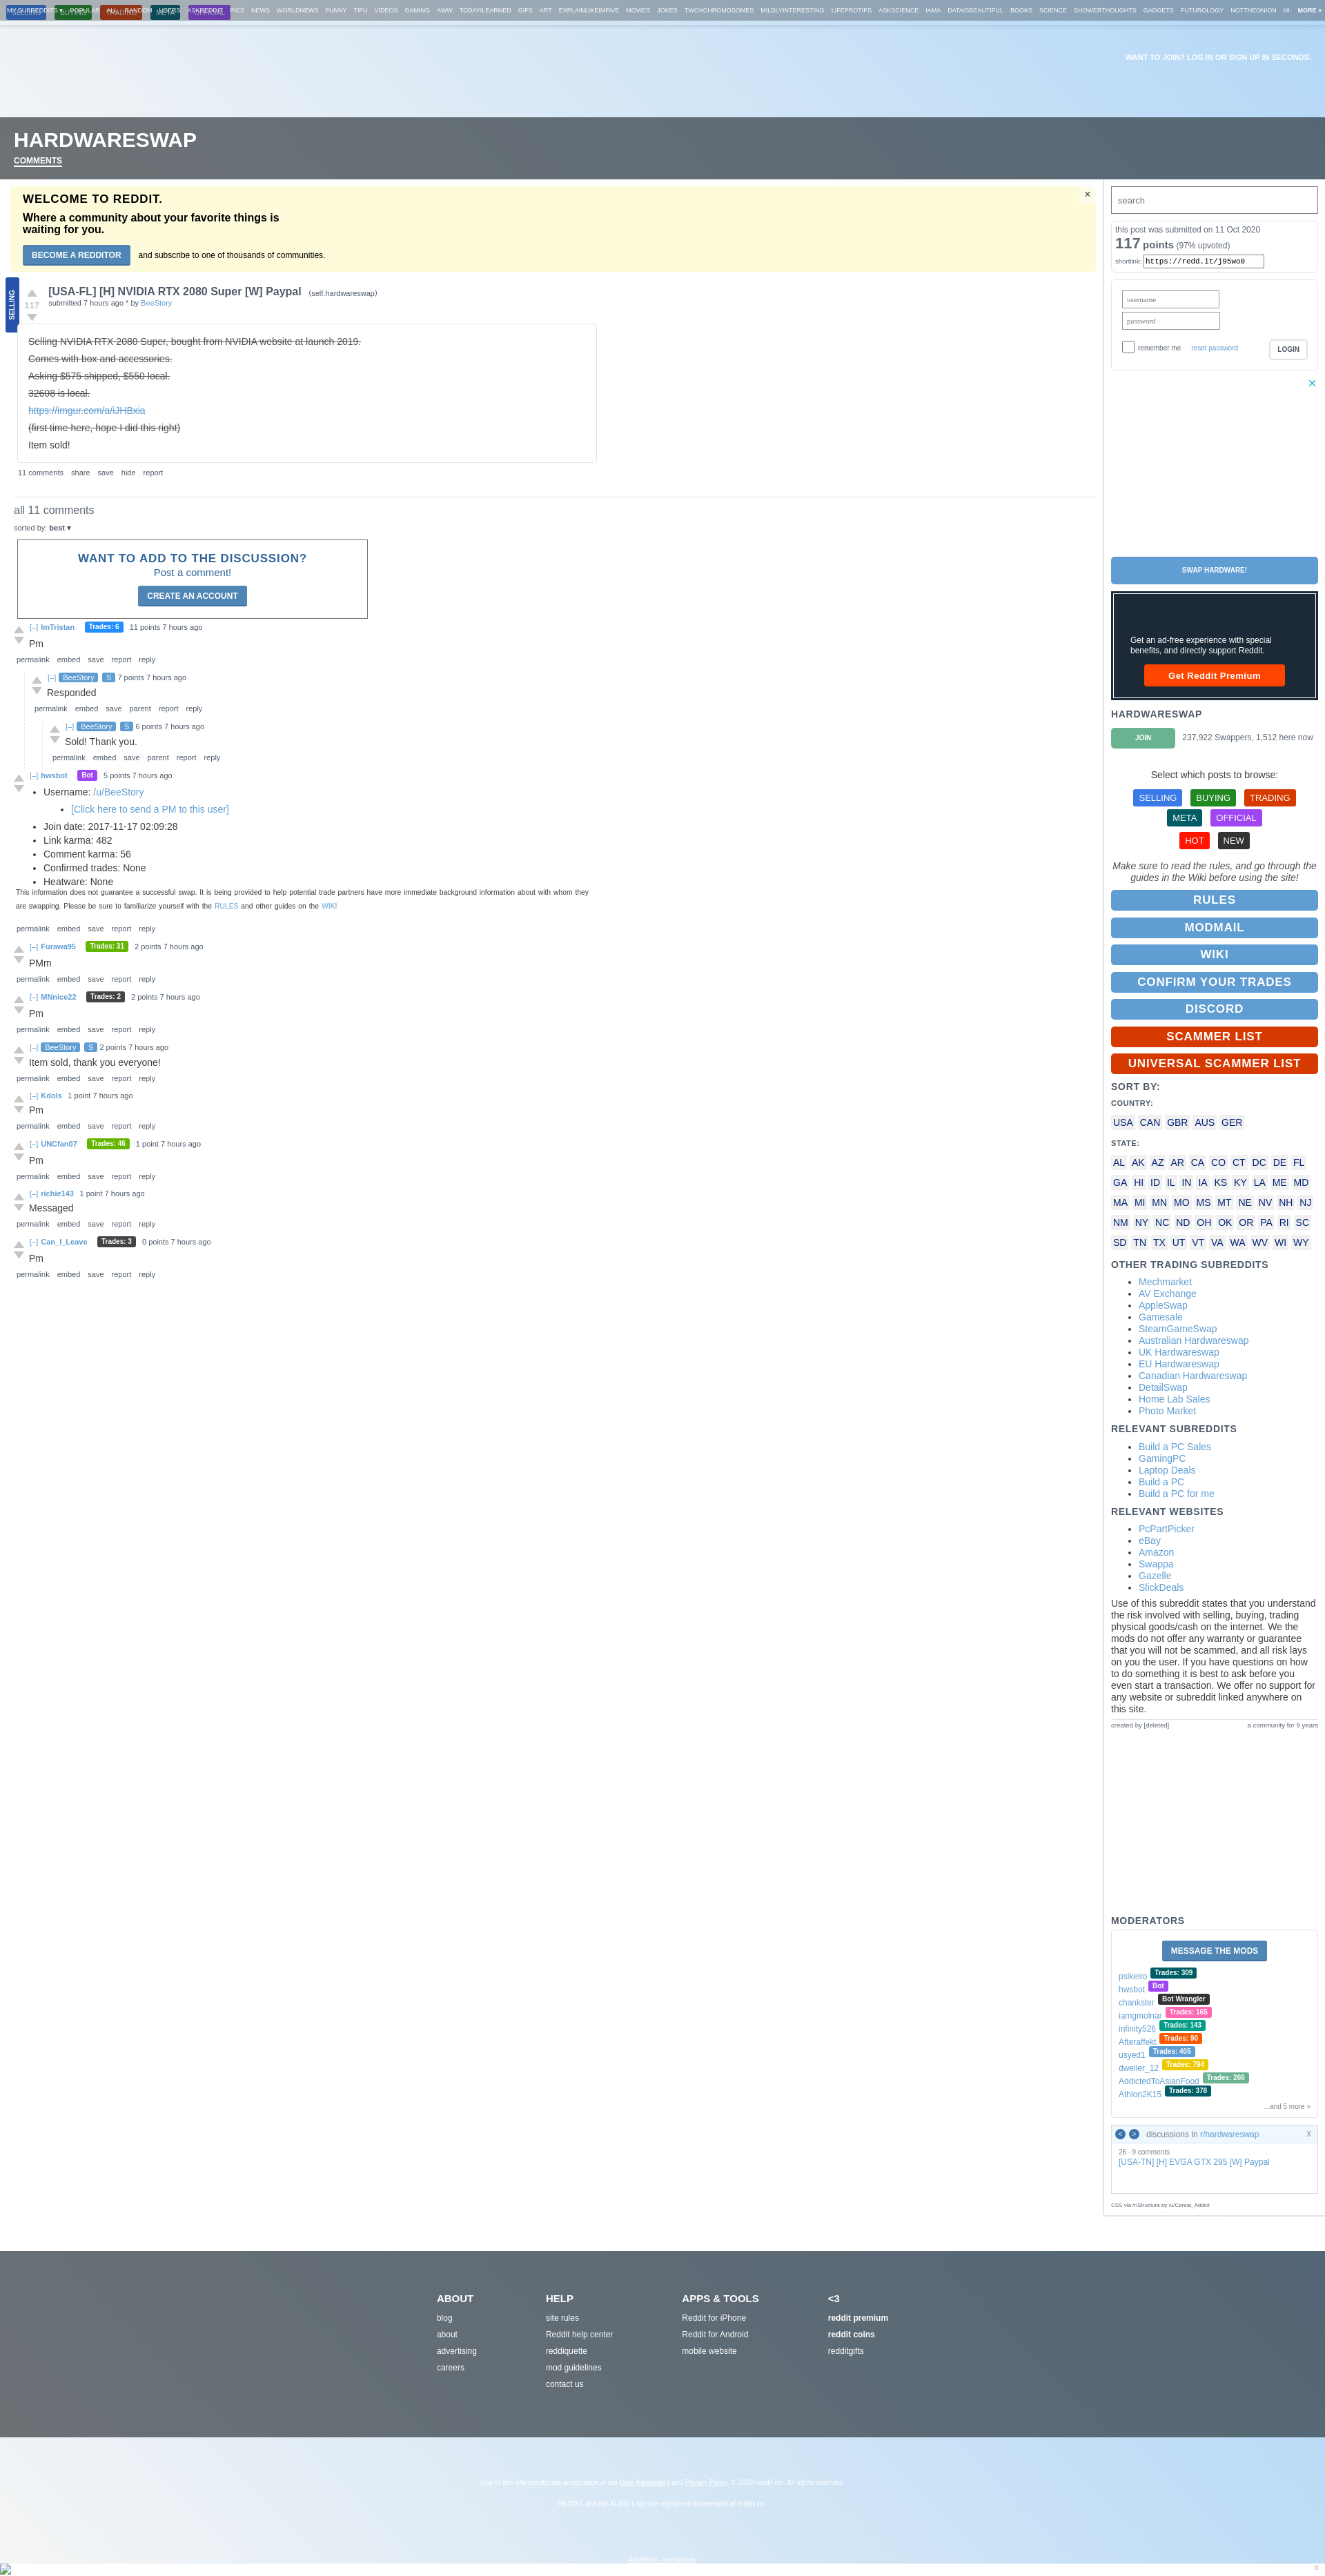 MY SUBREDDITS ▾ POPULAR ALL RANDOM USERS ASKREDDIT PICS NEWS WORLDNEWS FUNNY TIFU VIDEOS GAMING AWW TODAYILEARNED GIFS ART EXPLAINLIKEIMFIVE MOVIES JOKES TWOXCHROMOSOMES MILDLYINTERESTING LIFEPROTIPS ASKSCIENCE IAMA DATAISBEAUTIFUL BOOKS SCIENCE SHOWERTHOUGHTS GADGETS FUTUROLOGY NOTTHEONION HI MORE »
SELLING BUYING TRADING META OFFICIAL
WANT TO JOIN? LOG IN OR SIGN UP IN SECONDS.
HARDWARESWAP
COMMENTS
WELCOME TO REDDIT.
Where a community about your favorite things is
waiting for you.
BECOME A REDDITOR and subscribe to one of thousands of communities.
×
SELLING
117
[USA-FL] [H] NVIDIA RTX 2080 Super [W] Paypal (self.hardwareswap)
submitted 7 hours ago * by BeeStory
Selling NVIDIA RTX 2080 Super, bought from NVIDIA website at launch 2019.
Comes with box and accessories.
Asking $575 shipped, $550 local.
32608 is local.
https://imgur.com/a/iJHBxia
(first time here, hope I did this right)
Item sold!
11 comments share save hide report
all 11 comments
sorted by: best ▾
WANT TO ADD TO THE DISCUSSION?
Post a comment!
CREATE AN ACCOUNT
[–] ImTristan Trades: 6 11 points 7 hours ago
Pm
permalink embed save report reply
[–] BeeStory S 7 points 7 hours ago
Responded
permalink embed save parent report reply
[–] BeeStory S 6 points 7 hours ago
Sold! Thank you.
permalink embed save parent report reply
[–] hwsbot Bot 5 points 7 hours ago
• Username: /u/BeeStory
• [Click here to send a PM to this user]
• Join date: 2017-11-17 02:09:28
• Link karma: 482
• Comment karma: 56
• Confirmed trades: None
• Heatware: None
This information does not guarantee a successful swap. It is being provided to help potential trade partners have more immediate background information about with whom they
are swapping. Please be sure to familiarize yourself with the RULES and other guides on the WIKI
permalink embed save report reply
[–] Furawa95 Trades: 31 2 points 7 hours ago
PMm
permalink embed save report reply
[–] MNnice22 Trades: 2 2 points 7 hours ago
Pm
permalink embed save report reply
[–] BeeStory S 2 points 7 hours ago
Item sold, thank you everyone!
permalink embed save report reply
[–] Kdols 1 point 7 hours ago
Pm
permalink embed save report reply
[–] UNCfan07 Trades: 46 1 point 7 hours ago
Pm
permalink embed save report reply
[–] richie143 1 point 7 hours ago
Messaged
permalink embed save report reply
[–] Can_I_Leave Trades: 3 0 points 7 hours ago
Pm
permalink embed save report reply
search
this post was submitted on 11 Oct 2020
117 points (97% upvoted)
shortlink: https://redd.it/j95wo0
username
password
remember me reset password LOGIN
SWAP HARDWARE!
Get an ad-free experience with special
benefits, and directly support Reddit.
Get Reddit Premium
HARDWARESWAP
JOIN 237,922 Swappers, 1,512 here now
Select which posts to browse:
SELLING BUYING TRADING
META OFFICIAL
HOT NEW
Make sure to read the rules, and go through the
guides in the Wiki before using the site!
RULES
MODMAIL
WIKI
CONFIRM YOUR TRADES
DISCORD
SCAMMER LIST
UNIVERSAL SCAMMER LIST
SORT BY:
COUNTRY:
USA CAN GBR AUS GER
STATE:
AL AK AZ AR CA CO CT DC DE FL
GA HI ID IL IN IA KS KY LA ME MD
MA MI MN MO MS MT NE NV NH NJ
NM NY NC ND OH OK OR PA RI SC
SD TN TX UT VT VA WA WV WI WY
OTHER TRADING SUBREDDITS
• Mechmarket
• AV Exchange
• AppleSwap
• Gamesale
• SteamGameSwap
• Australian Hardwareswap
• UK Hardwareswap
• EU Hardwareswap
• Canadian Hardwareswap
• DetailSwap
• Home Lab Sales
• Photo Market
RELEVANT SUBREDDITS
• Build a PC Sales
• GamingPC
• Laptop Deals
• Build a PC
• Build a PC for me
RELEVANT WEBSITES
• PcPartPicker
• eBay
• Amazon
• Swappa
• Gazelle
• SlickDeals
Use of this subreddit states that you understand
the risk involved with selling, buying, trading
physical goods/cash on the internet. We the
mods do not offer any warranty or guarantee
that you will not be scammed, and all risk lays
on you the user. If you have questions on how
to do something it is best to ask before you
even start a transaction. We offer no support for
any website or subreddit linked anywhere on
this site.
created by [deleted] a community for 9 years
MODERATORS
MESSAGE THE MODS
psikeiro Trades: 309
hwsbot Bot
chankster Bot Wrangler
iamgmolnar Trades: 165
infinity526 Trades: 143
Afteraffekt Trades: 90
usyed1 Trades: 405
dweller_12 Trades: 794
AddictedToAsianFood Trades: 266
Athlon2K15 Trades: 378
...and 5 more »
< > discussions in r/hardwareswap X
26 · 9 comments
[USA-TN] [H] EVGA GTX 295 [W] Paypal
CSS via /r/Structura by /u/Cereal_Addict
ABOUT
blog
about
advertising
careers
HELP
site rules
Reddit help center
reddiquette
mod guidelines
contact us
APPS & TOOLS
Reddit for iPhone
Reddit for Android
mobile website
<3
reddit premium
reddit coins
redditgifts
Use of this site constitutes acceptance of our User Agreement and Privacy Policy. © 2020 reddit inc. All rights reserved.
REDDIT and the ALIEN Logo are registered trademarks of reddit inc.
Advertise - technology
π